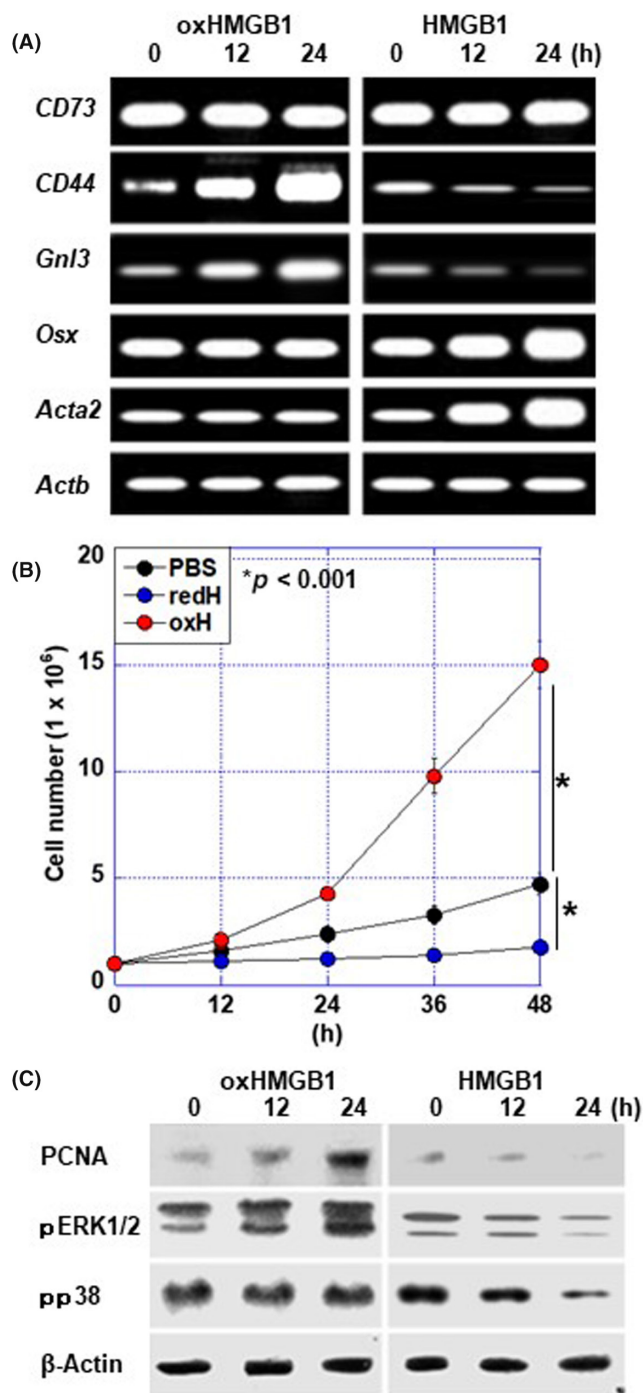 (A)
oxHMGB1 HMGB1
0 12 24 0 12 24 (h)
CD73
CD44
Gnl3
Osx
Acta2
Actb
(B)
20
PBS
redH
oxH
*p < 0.001
15
10
5
0
Cell number (1 x 10⁶)
*
*
0 12 24 36 48
(h)
(C)
oxHMGB1 HMGB1
0 12 24 0 12 24 (h)
PCNA
pERK1/2
pp38
β-Actin